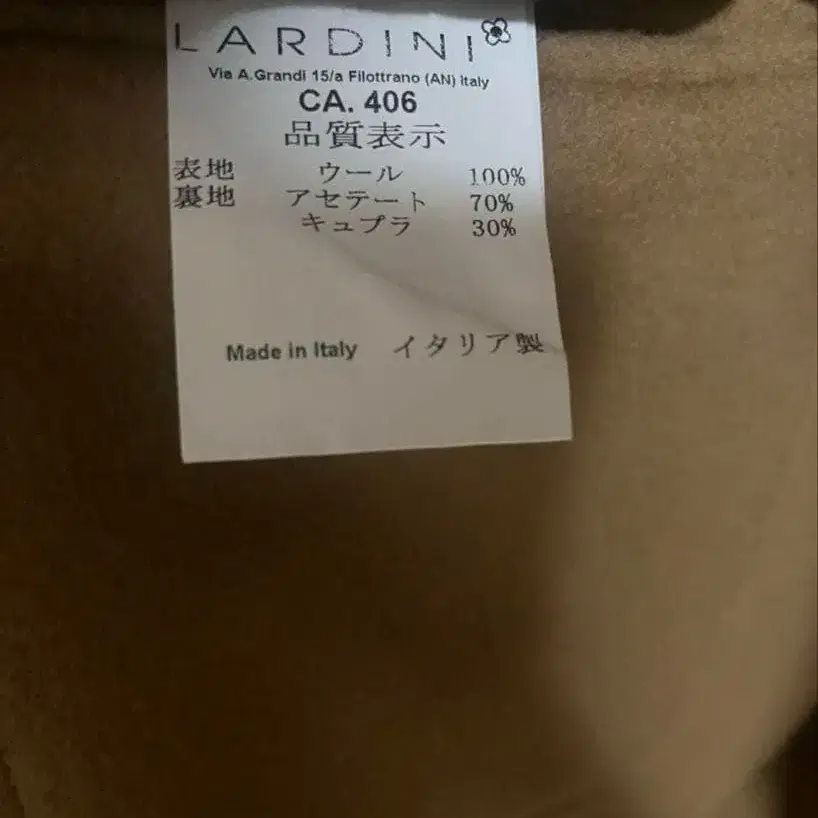 LARDINI
Via A.Grandi 15/a Filottrano (AN) Italy
CA. 406
品質表示
表地 ウール 100%
裏地 アセテート 70%
キュプラ 30%
Made in Italy イタリア製